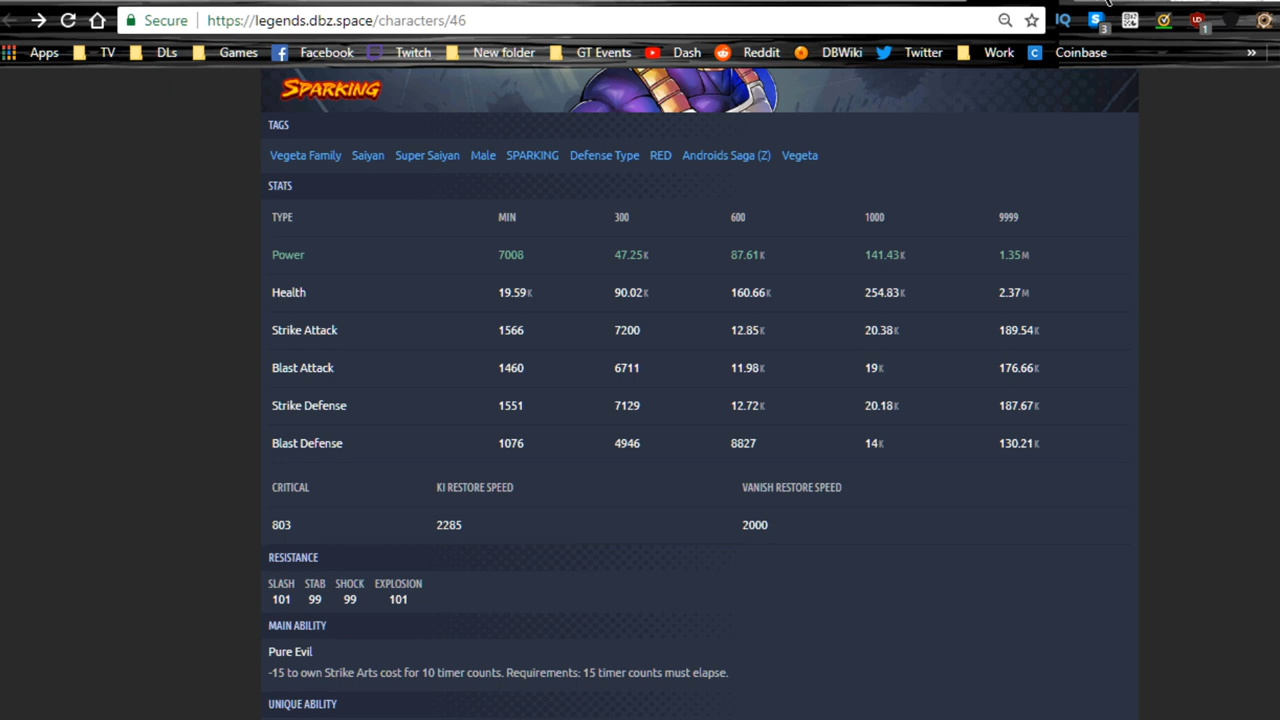 Secure https://legends.dbz.space/characters/46 IQ S 3 UD 1
Apps TV DLs Games Facebook Twitch New folder GT Events Dash Reddit DBWiki Twitter Work C Coinbase »
SPARKING
TAGS
Vegeta Family Saiyan Super Saiyan Male SPARKING Defense Type RED Androids Saga (Z) Vegeta
STATS
TYPE MIN 300 600 1000 9999
Power 7008 47.25K 87.61K 141.43K 1.35M
Health 19.59K 90.02K 160.66K 254.83K 2.37M
Strike Attack 1566 7200 12.85K 20.38K 189.54K
Blast Attack 1460 6711 11.98K 19K 176.66K
Strike Defense 1551 7129 12.72K 20.18K 187.67K
Blast Defense 1076 4946 8827 14K 130.21K
CRITICAL KI RESTORE SPEED VANISH RESTORE SPEED
803 2285 2000
RESISTANCE
SLASH STAB SHOCK EXPLOSION
101 99 99 101
MAIN ABILITY
Pure Evil
-15 to own Strike Arts cost for 10 timer counts. Requirements: 15 timer counts must elapse.
UNIQUE ABILITY